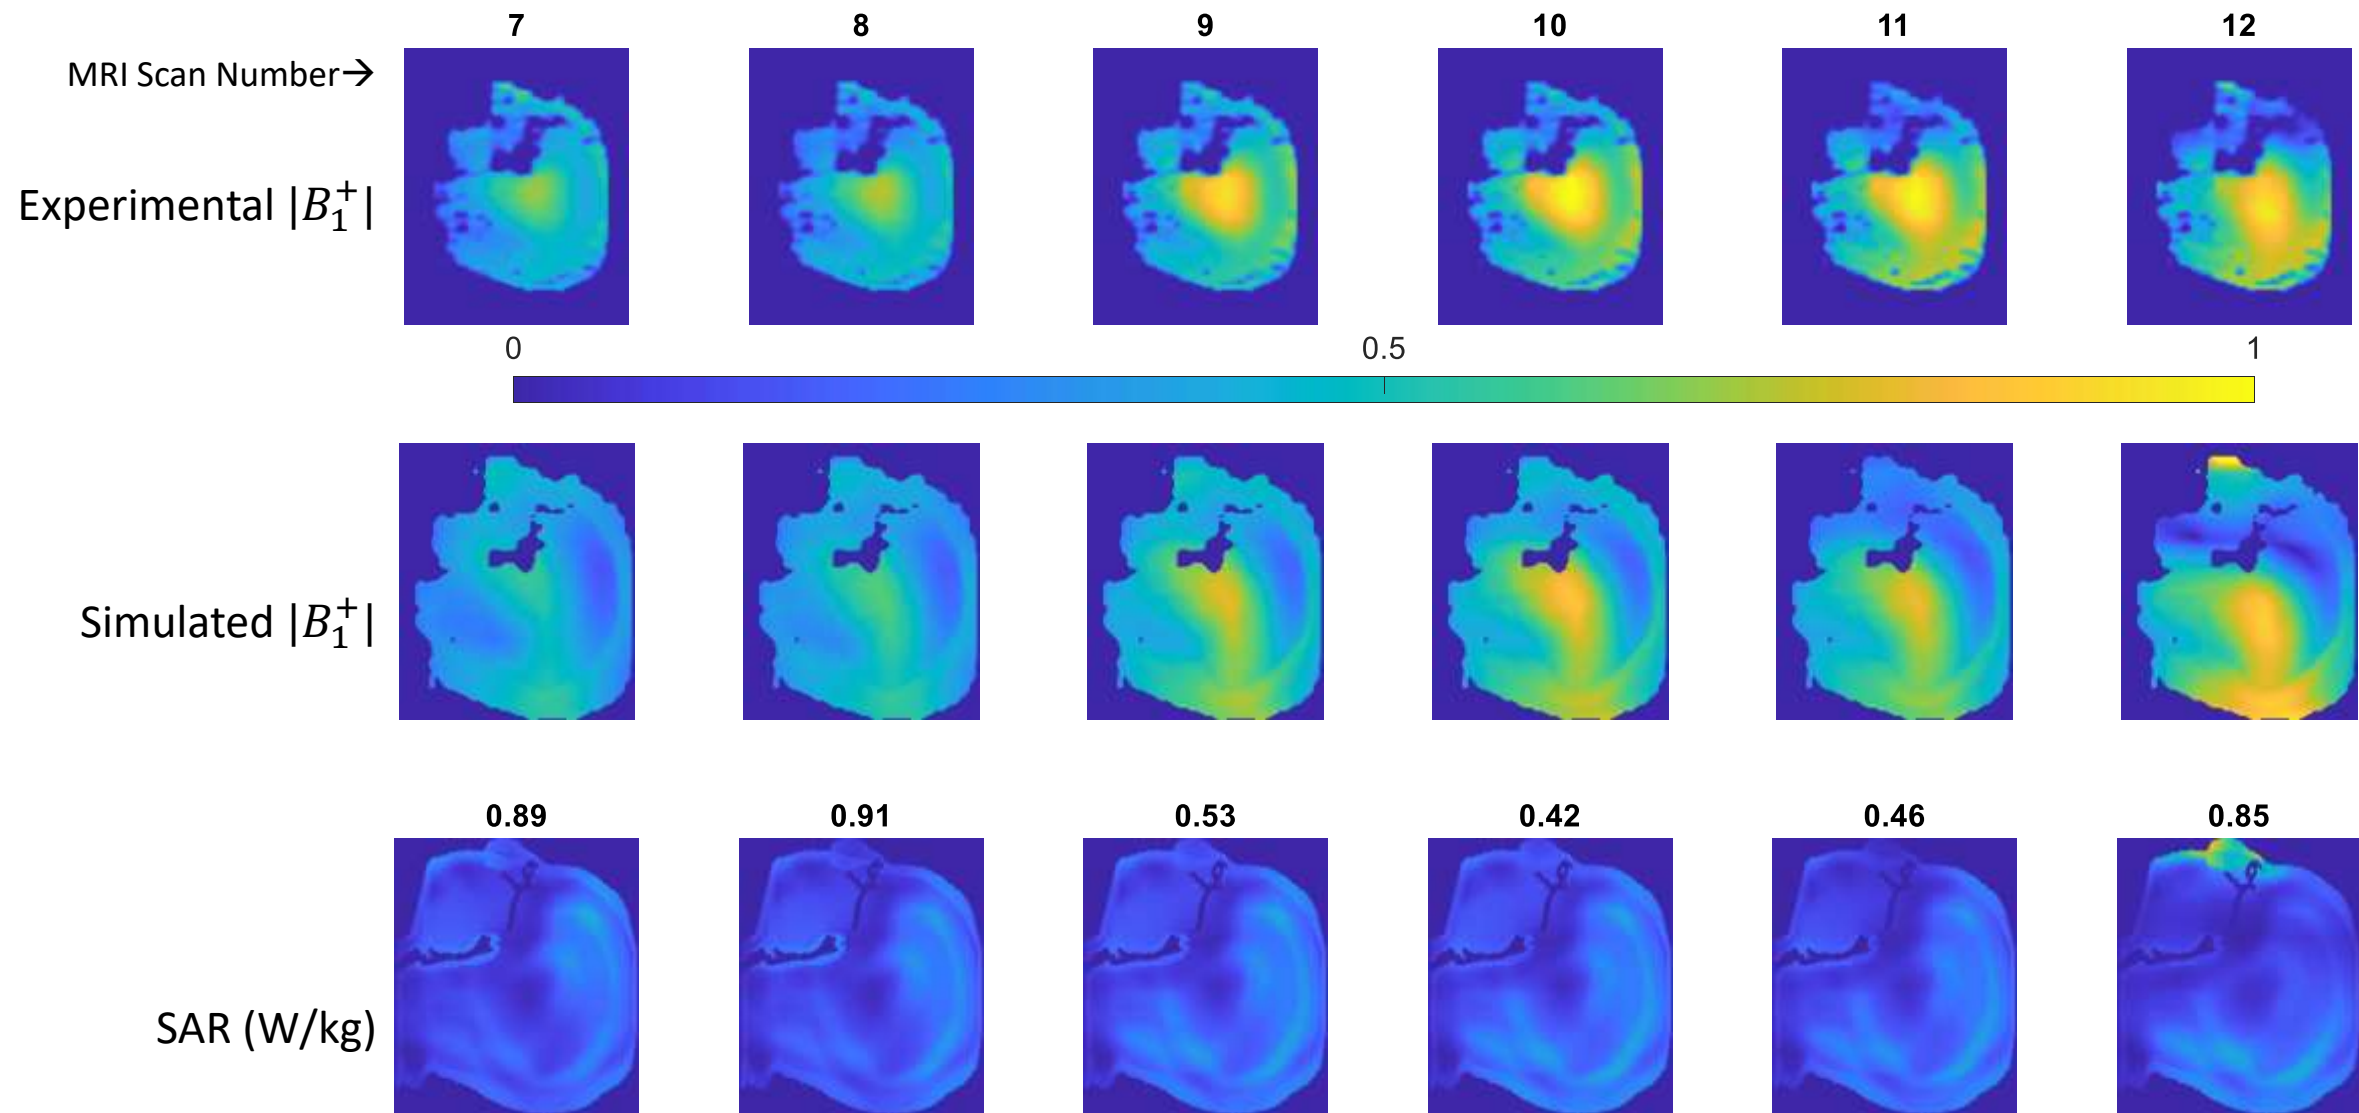 7 8 9 10 11 12
MRI Scan Number→
Experimental |B₁⁺|
0 0.5 1
Simulated |B₁⁺|
0.89 0.91 0.53 0.42 0.46 0.85
SAR (W/kg)